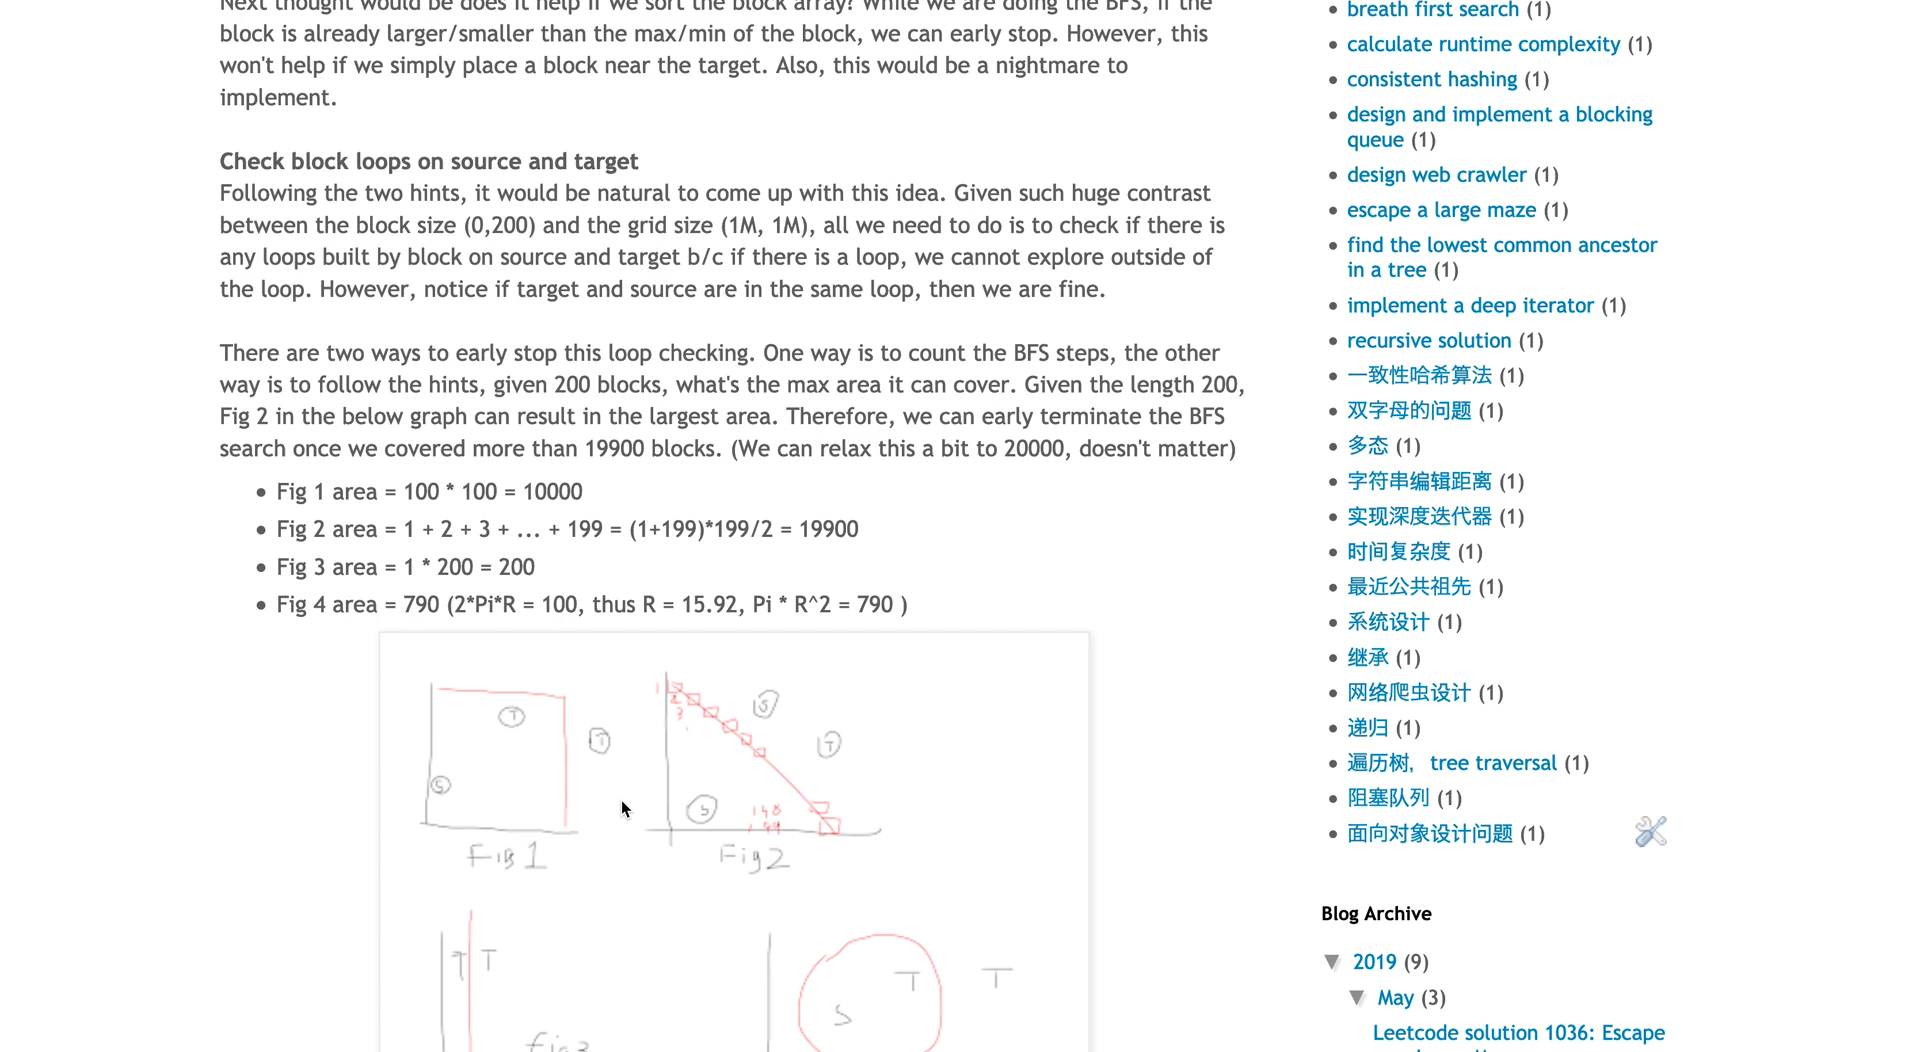 Next thought would be does it help if we sort the block array? While we are doing the BFS, if the
block is already larger/smaller than the max/min of the block, we can early stop. However, this
won't help if we simply place a block near the target. Also, this would be a nightmare to
implement.
Check block loops on source and target
Following the two hints, it would be natural to come up with this idea. Given such huge contrast
between the block size (0,200) and the grid size (1M, 1M), all we need to do is to check if there is
any loops built by block on source and target b/c if there is a loop, we cannot explore outside of
the loop. However, notice if target and source are in the same loop, then we are fine.
There are two ways to early stop this loop checking. One way is to count the BFS steps, the other
way is to follow the hints, given 200 blocks, what's the max area it can cover. Given the length 200,
Fig 2 in the below graph can result in the largest area. Therefore, we can early terminate the BFS
search once we covered more than 19900 blocks. (We can relax this a bit to 20000, doesn't matter)
• Fig 1 area = 100 * 100 = 10000
• Fig 2 area = 1 + 2 + 3 + ... + 199 = (1+199)*199/2 = 19900
• Fig 3 area = 1 * 200 = 200
• Fig 4 area = 790 (2*Pi*R = 100, thus R = 15.92, Pi * R^2 = 790 )
T
T
S
Fig 1
1
2
3
S
T
S
148
Fig2
T T
fig3
S
T
T
• breath first search (1)
• calculate runtime complexity (1)
• consistent hashing (1)
• design and implement a blocking
queue (1)
• design web crawler (1)
• escape a large maze (1)
• find the lowest common ancestor
in a tree (1)
• implement a deep iterator (1)
• recursive solution (1)
• 一致性哈希算法 (1)
• 双字母的问题 (1)
• 多态 (1)
• 字符串编辑距离 (1)
• 实现深度迭代器 (1)
• 时间复杂度 (1)
• 最近公共祖先 (1)
• 系统设计 (1)
• 继承 (1)
• 网络爬虫设计 (1)
• 递归 (1)
• 遍历树， tree traversal (1)
• 阻塞队列 (1)
• 面向对象设计问题 (1)
Blog Archive
▼ 2019 (9)
▼ May (3)
Leetcode solution 1036: Escape